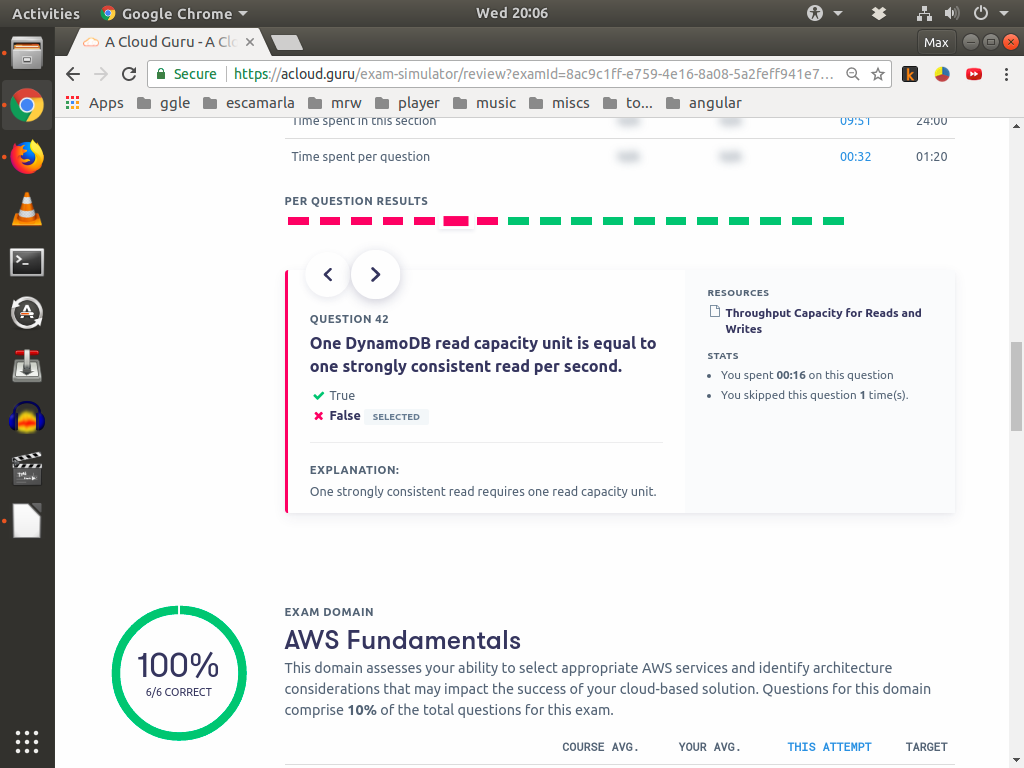 Activities Google Chrome Wed 20:06
A Cloud Guru - A Clo Max
Secure https://acloud.guru/exam-simulator/review?examId=8ac9c1ff-e759-4e16-8a08-5a2feff941e7...
Apps ggle escamarla mrw player music miscs to... angular
Time spent in this section 09:51 24:00
Time spent per question 00:32 01:20
PER QUESTION RESULTS
QUESTION 42
One DynamoDB read capacity unit is equal to
one strongly consistent read per second.
True
False SELECTED
EXPLANATION:
One strongly consistent read requires one read capacity unit.
RESOURCES
Throughput Capacity for Reads and
Writes
STATS
• You spent 00:16 on this question
• You skipped this question 1 time(s).
100%
6/6 CORRECT
EXAM DOMAIN
AWS Fundamentals
This domain assesses your ability to select appropriate AWS services and identify architecture
considerations that may impact the success of your cloud-based solution. Questions for this domain
comprise 10% of the total questions for this exam.
COURSE AVG. YOUR AVG. THIS ATTEMPT TARGET